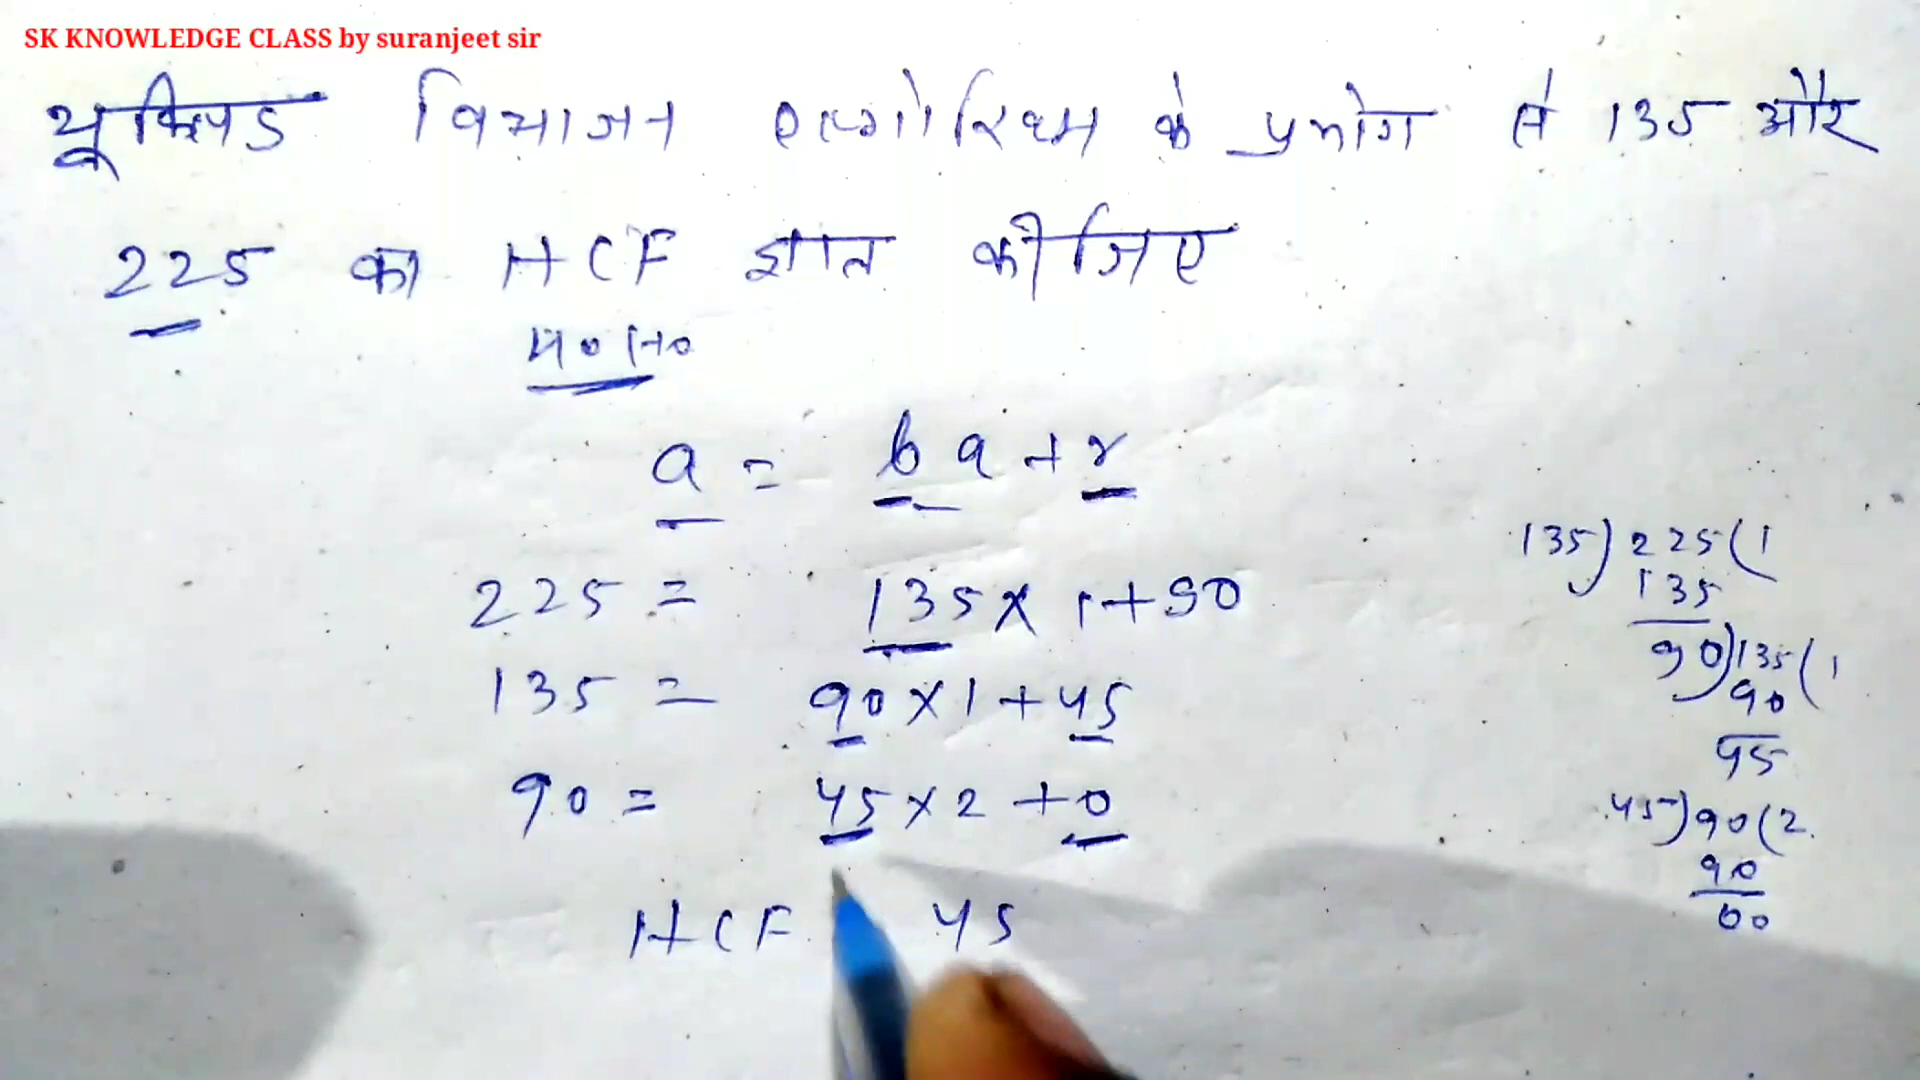 SK KNOWLEDGE CLASS by suranjeet sir
यूक्लिड विभाजन एल्गोरिथ्म के प्रयोग से 135 और
225 का HCF ज्ञात कीजिए
म० स०
a = bq + r
225 = 135 × 1 + 90
135 = 90 × 1 + 45
90 = 45 × 2 + 0
HCF 45
135) 225 (1
135
90) 135 (1
90
45
45) 90 (2
90
00